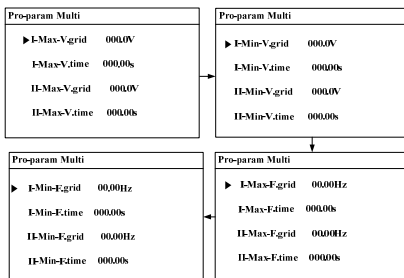 Pro-param Multi
▶I-Max-V.grid 000.0V
I-Max-V.time 000.00s
II-Max-V.grid 000.0V
II-Max-V.time 000.00s
Pro-param Multi
▶ I-Min-V.grid 000.0V
I-Min-V.time 000.00s
II-Min-V.grid 000.0V
II-Min-V.time 000.00s
Pro-param Multi
▶ I-Max-F.grid 00.00Hz
I-Max-F.time 000.00s
II-Max-F.grid 00.00Hz
II-Max-F.time 000.00s
Pro-param Multi
▶ I-Min-F.grid 00.00Hz
I-Min-F.time 000.00s
II-Min-F.grid 00.00Hz
II-Min-F.time 000.00s